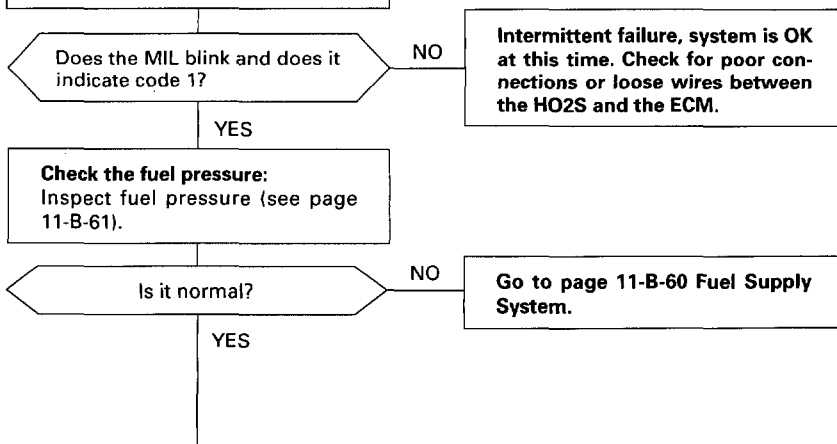 Does the MIL blink and does it
indicate code 1?
NO
Intermittent failure, system is OK
at this time. Check for poor con-
nections or loose wires between
the HO2S and the ECM.
YES
Check the fuel pressure:
Inspect fuel pressure (see page
11-B-61).
Is it normal?
NO
Go to page 11-B-60 Fuel Supply
System.
YES